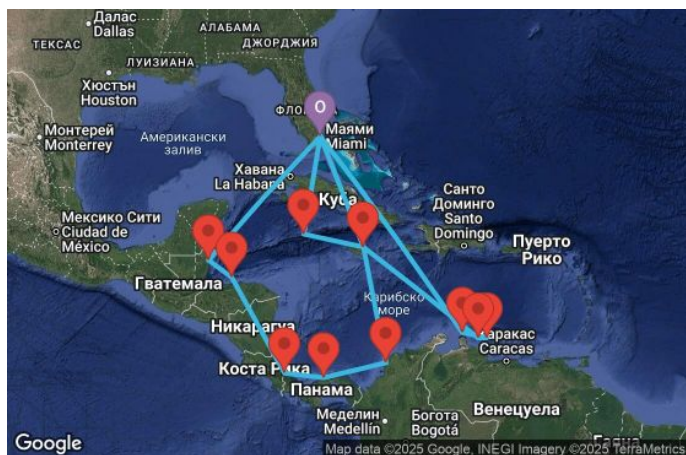 Далас
Dallas
АЛАБАМА
ТЕКСАС
ДЖОРДЖИЯ
ЛУИЗИАНА
Хюстън
Houston
O
Монтерей
Monterrey
Американски
залив
Маями
Miami
Хавана
La Habana
Куба
Санто
Доминго
Santo
Domingo
Мексико Сити
Ciudad de
México
Пуерто
Рико
Гватемала
Карибско
море
Никарагуа
Каракас
Caracas
Коста Рика
Панама
Венецуела
Меделин
Medellín
Богота
Bogotá
Google
Map data ©2025 Google, INEGI Imagery ©2025 TerraMetrics